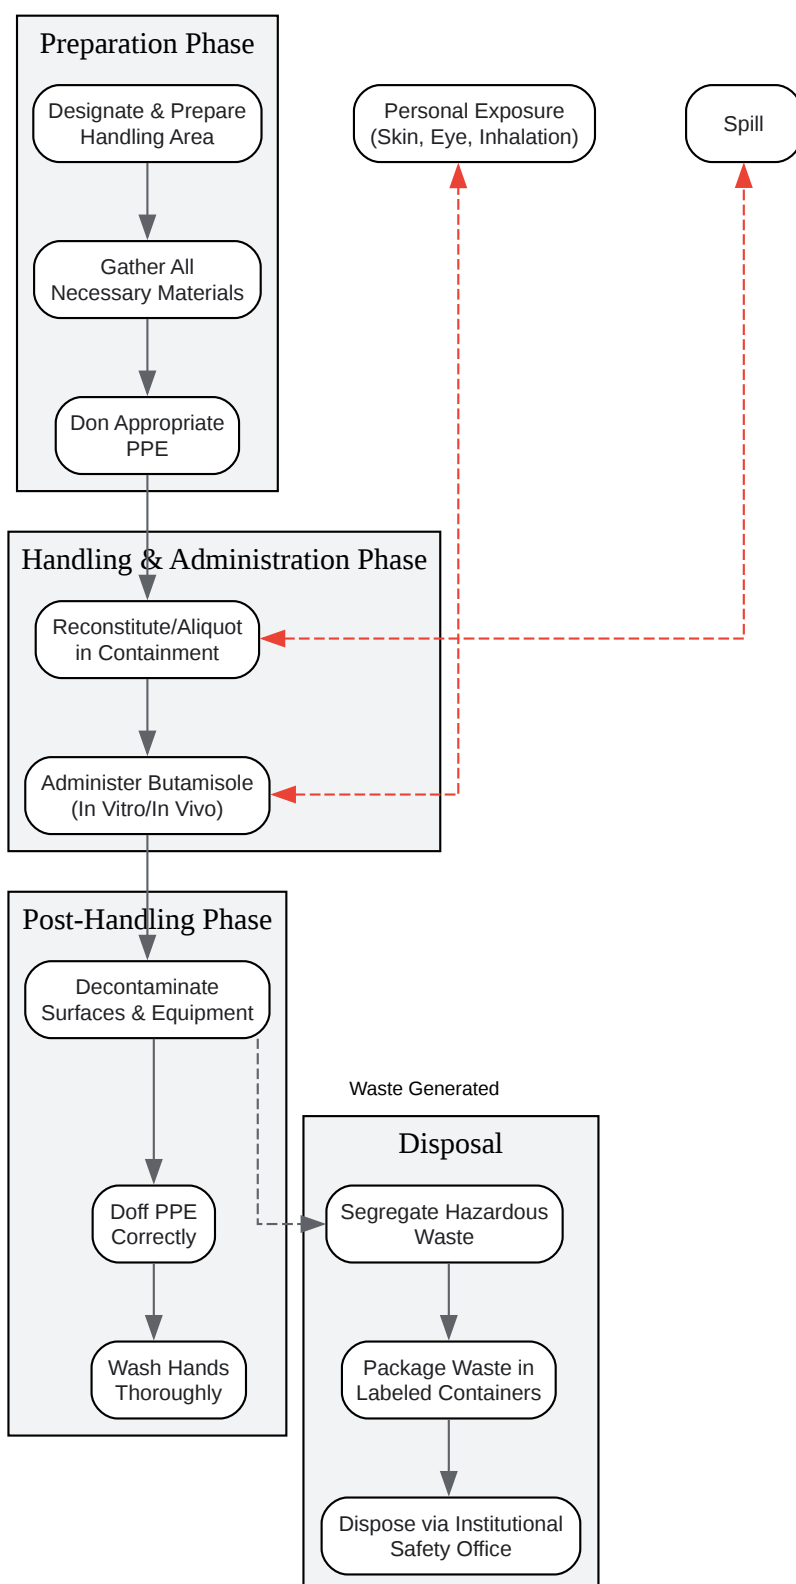 Preparation Phase
Designate & Prepare
Handling Area
Personal Exposure
(Skin, Eye, Inhalation)
Spill
Gather All
Necessary Materials
Don Appropriate
PPE
Handling & Administration Phase
Reconstitute/Aliquot
in Containment
Administer Butamisole
(In Vitro/In Vivo)
Post-Handling Phase
Decontaminate
Surfaces & Equipment
Waste Generated
Disposal
Doff PPE
Correctly
Segregate Hazardous
Waste
Wash Hands
Thoroughly
Package Waste in
Labeled Containers
Dispose via Institutional
Safety Office